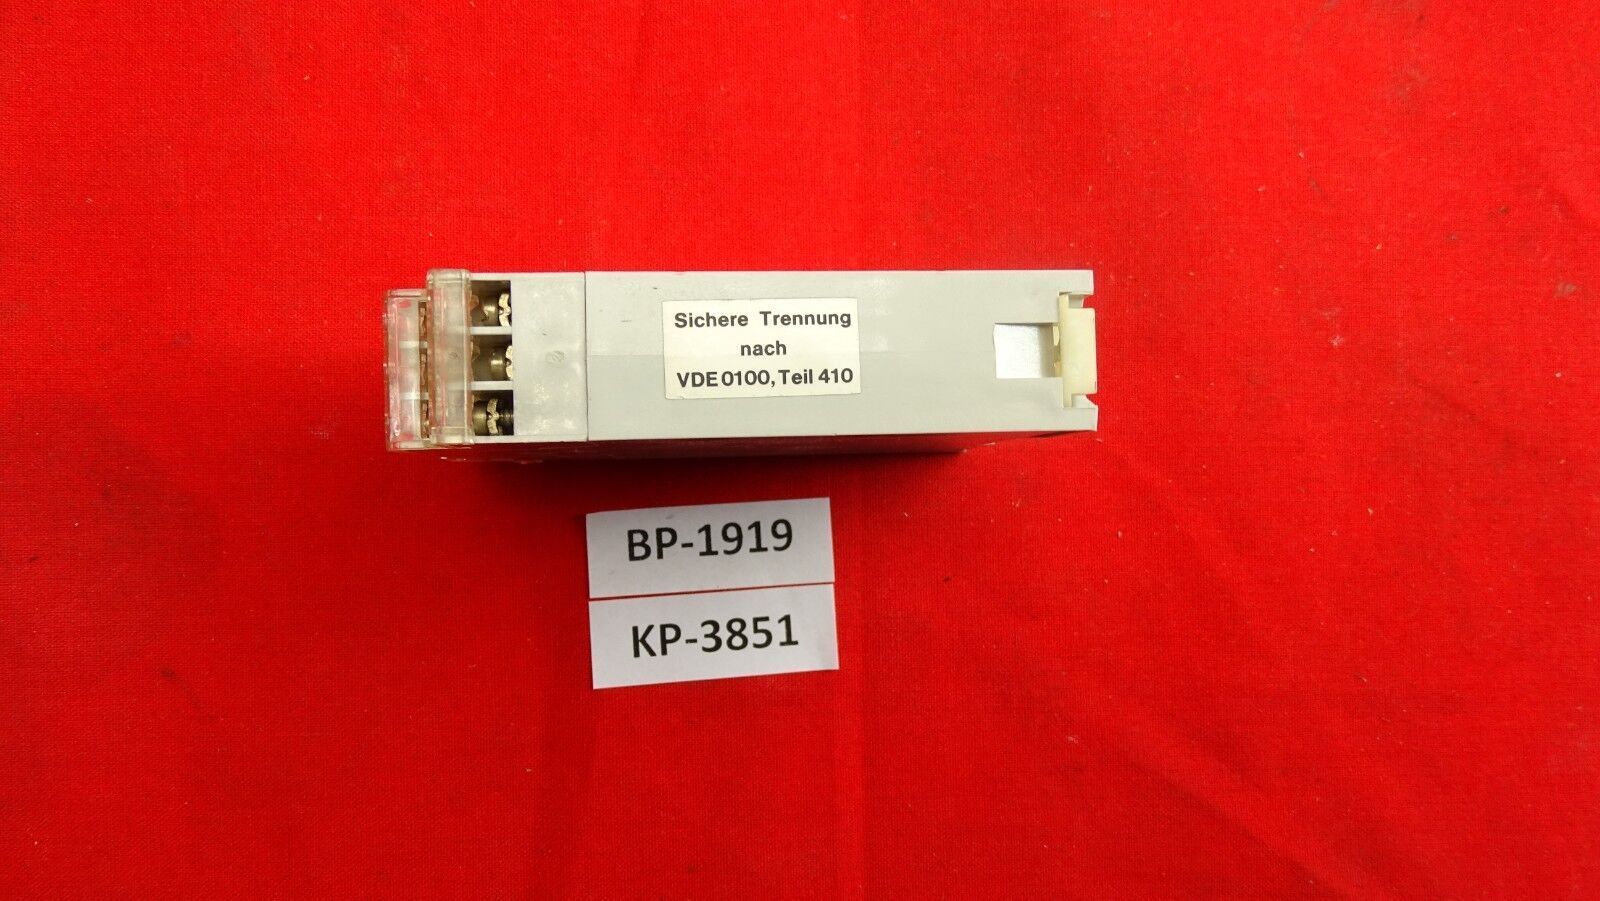 Sichere Trennung
nach
VDE 0100, Teil 410
BP-1919
KP-3851